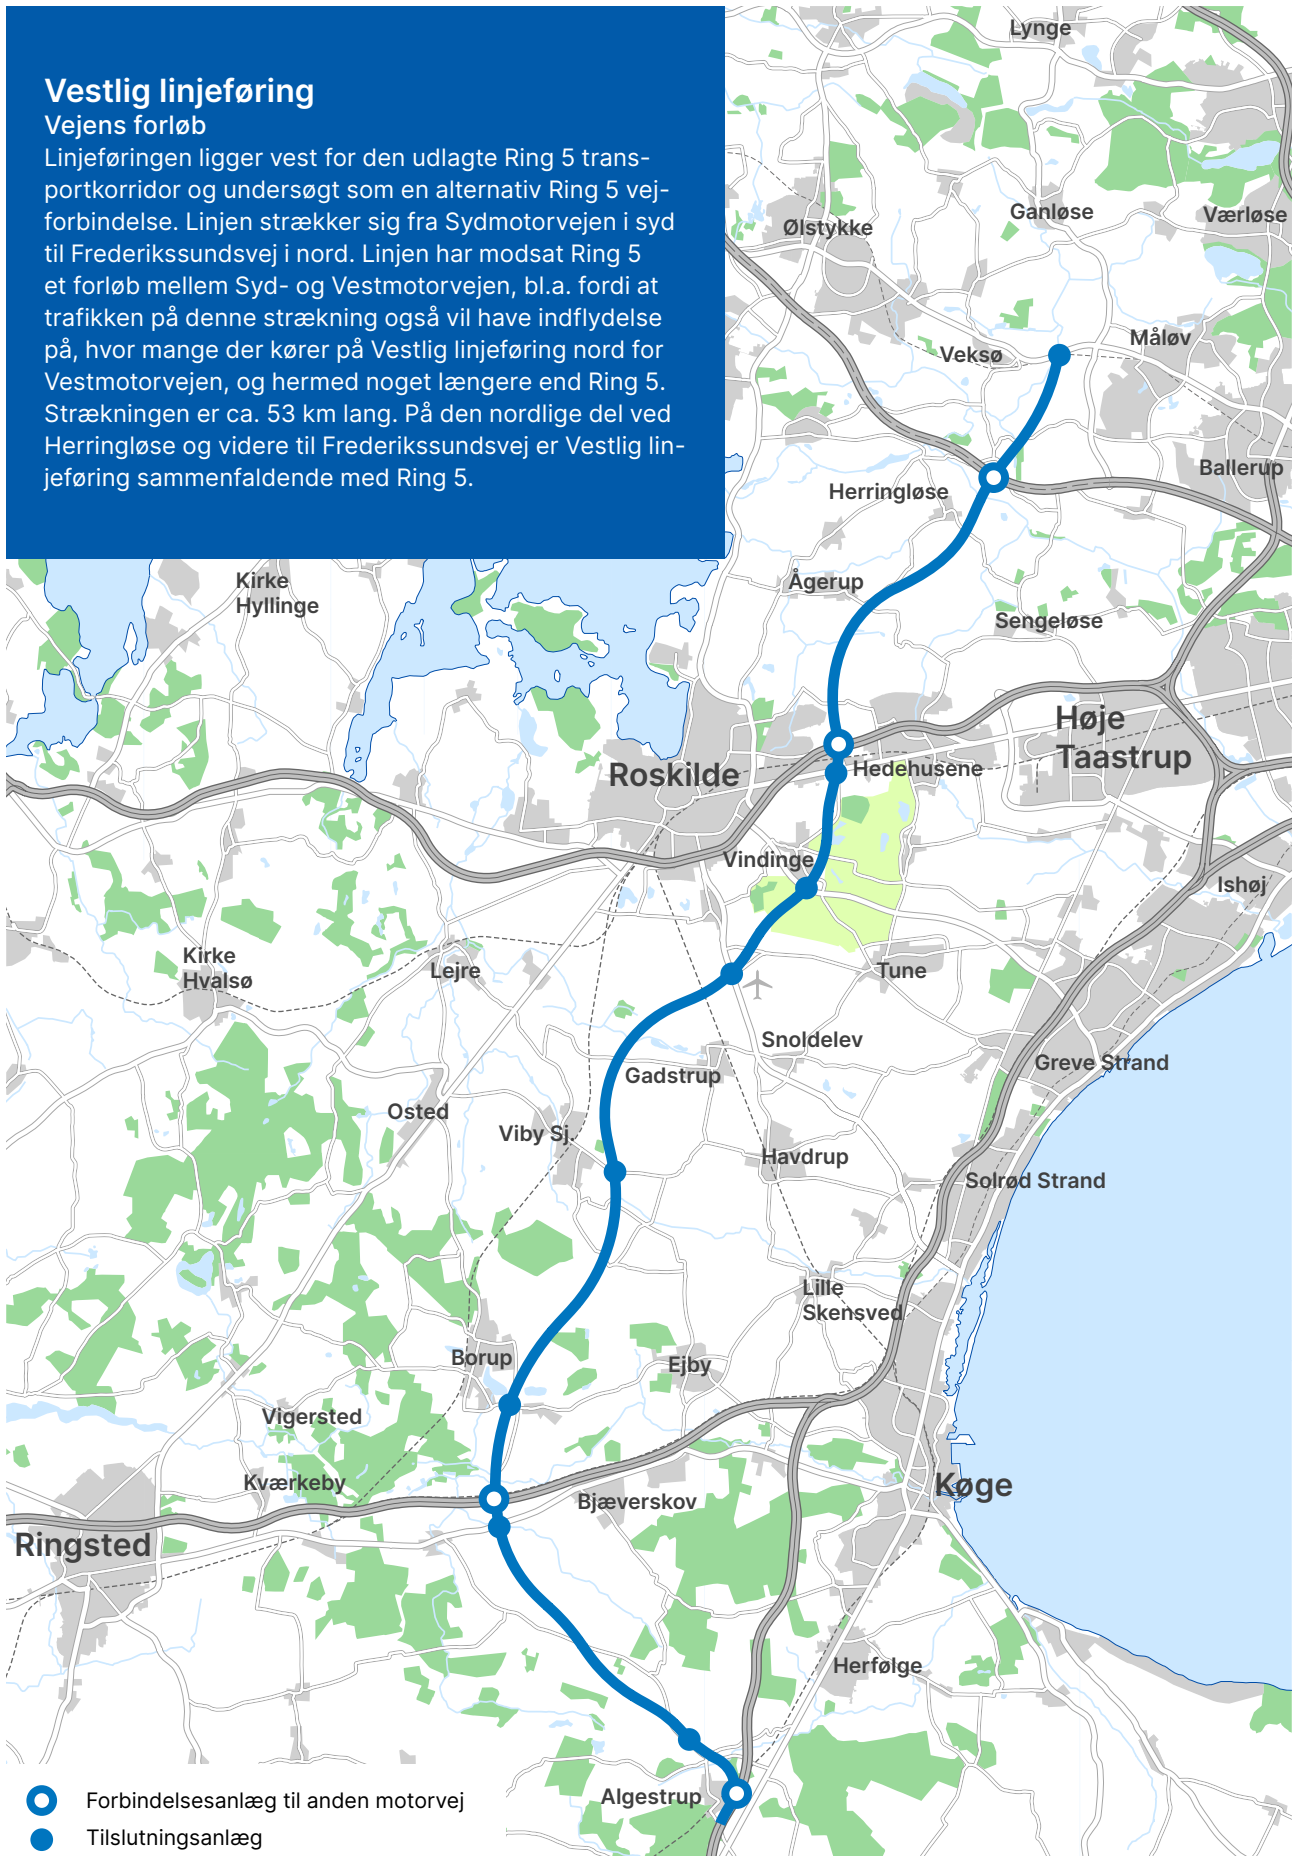 Vestlig linjeføring
Vejens forløb
Linjeføringen ligger vest for den udlagte Ring 5 trans-
portkorridor og undersøgt som en alternativ Ring 5 vej-
forbindelse. Linjen strækker sig fra Sydmotorvejen i syd
til Frederikssundsvej i nord. Linjen har modsat Ring 5
et forløb mellem Syd- og Vestmotorvejen, bl.a. fordi at
trafikken på denne strækning også vil have indflydelse
på, hvor mange der kører på Vestlig linjeføring nord for
Vestmotorvejen, og hermed noget længere end Ring 5.
Strækningen er ca. 53 km lang. På den nordlige del ved
Herringløse og videre til Frederikssundsvej er Vestlig lin-
jeføring sammenfaldende med Ring 5.
Lynge
Ganløse
Værløse
Ølstykke
Måløv
Veksø
Ballerup
Herringløse
Kirke
Hyllinge
Ågerup
Sengeløse
Høje
Taastrup
Roskilde
Hedehusene
Vindinge
Ishøj
Kirke
Hvalsø
Lejre
Tune
Snoldelev
Greve Strand
Gadstrup
Osted
Viby Sj.
Havdrup
Solrød Strand
Lille
Skensved
Borup
Ejby
Vigersted
Kværkeby
Køge
Bjæverskov
Ringsted
Herfølge
Algestrup
Forbindelsesanlæg til anden motorvej
Tilslutningsanlæg